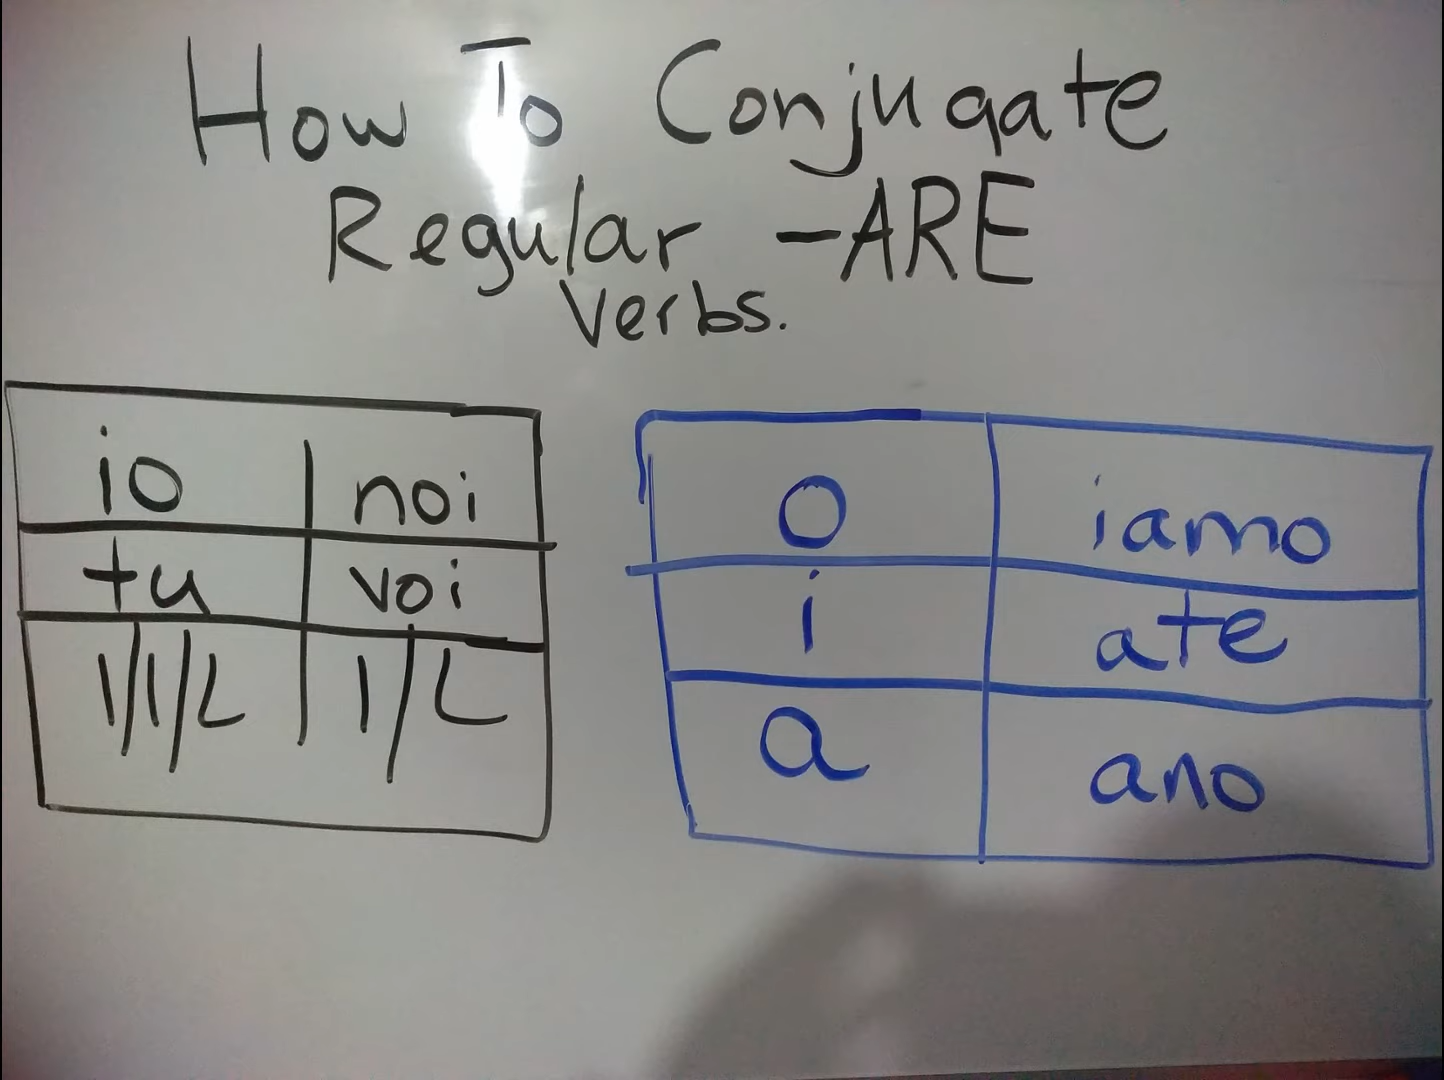 How To Conjugate
Regular -ARE
Verbs.
io noi
tu voi
l/l/L l/L
o iamo
i ate
a ano